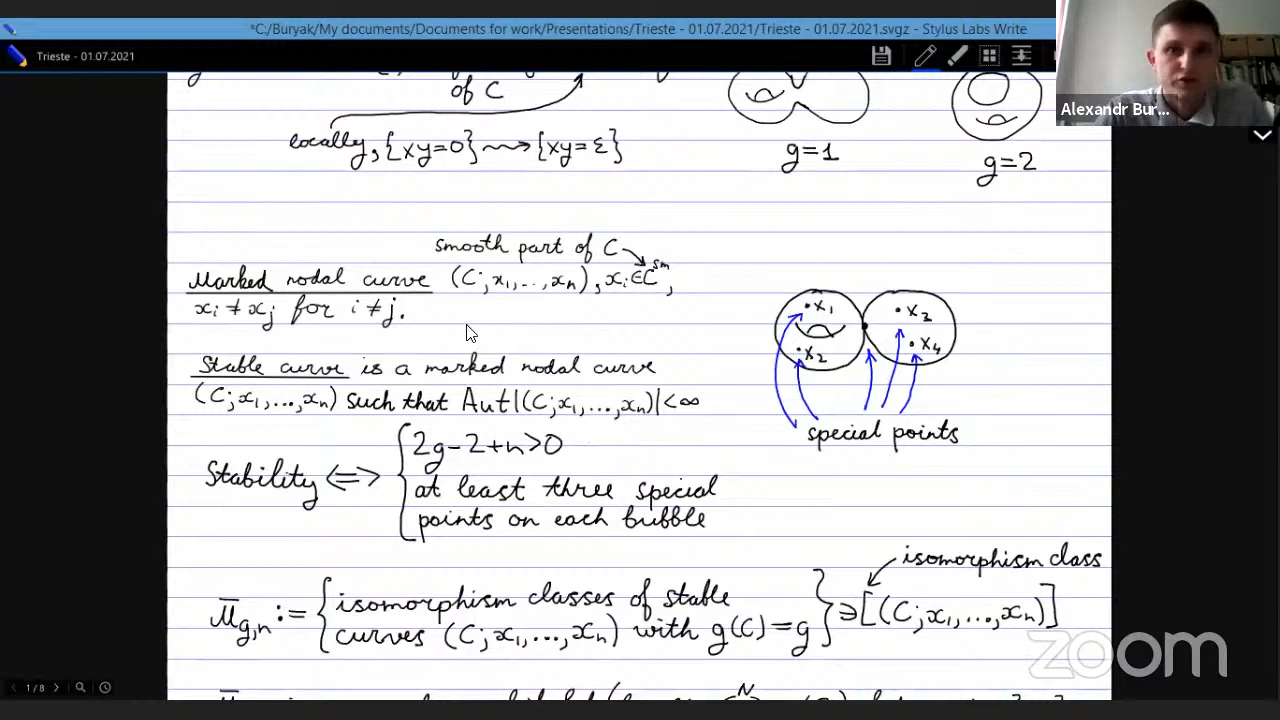 *C:/Buryak/My documents/Documents for work/Presentations/Trieste - 01.07.2021/Trieste - 01.07.2021.svgz - Stylus Labs Write
Trieste - 01.07.2021
Alexandr Bur...
of C
locally, {xy=0} ⇝ {xy=ε}
g=1
g=2
smooth part of C
Marked nodal curve (C; x₁,..,xₙ), xᵢ∈Cˢᵐ,
xᵢ≠xⱼ for i≠j.
x₁
x₂
x₃
x₄
special points
Stable curve is a marked nodal curve
(C; x₁,...,xₙ) such that Aut|(C; x₁,...,xₙ)|<∞
Stability ⟺ { 2g-2+n>0
at least three special
points on each bubble
isomorphism class
M̅g,n := { isomorphism classes of stable
curves (C; x₁,...,xₙ) with g(C)=g } ∋ [(C; x₁,...,xₙ)]
zoom
1/8